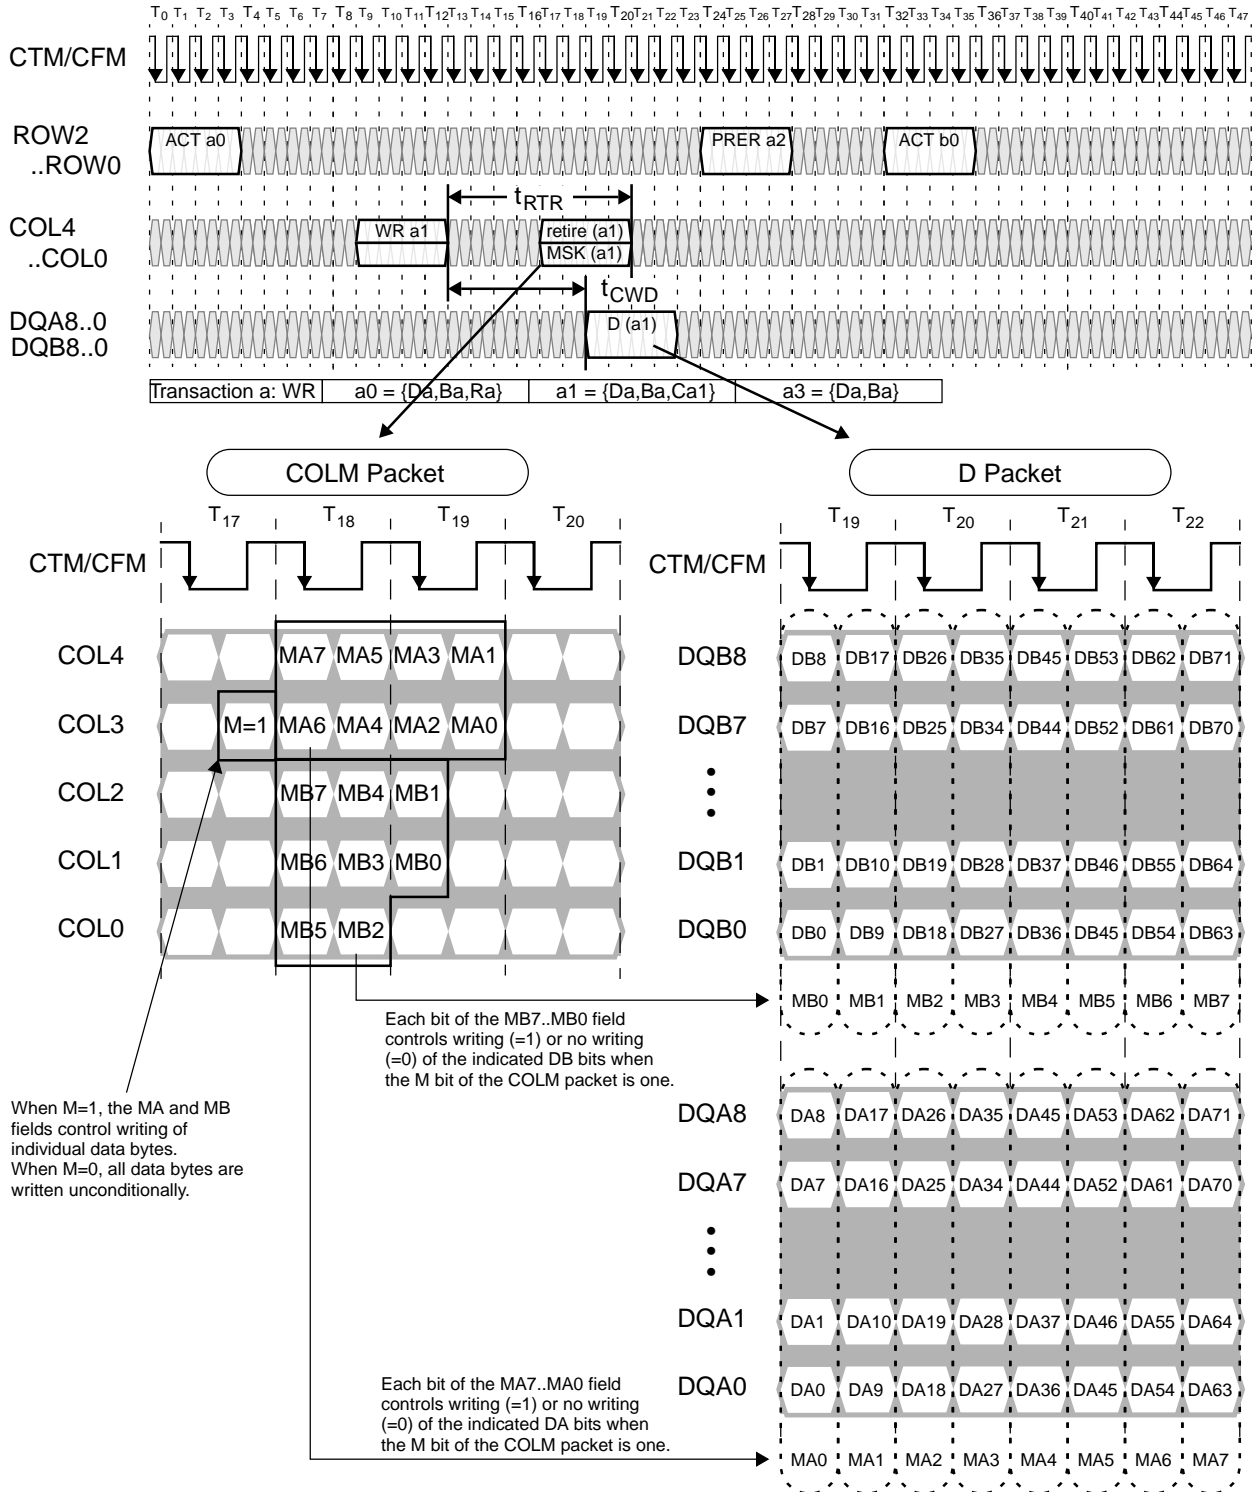 T0 T1 T2 T3 T4 T5 T6 T7 T8 T9 T10 T11 T12 T13 T14 T15 T16 T17 T18 T19 T20 T21 T22 T23 T24 T25 T26 T27 T28 T29 T30 T31 T32 T33 T34 T35 T36 T37 T38 T39 T40 T41 T42 T43 T44 T45 T46 T47
CTM/CFM
ROW2
..ROW0
ACT a0
PRER a2
ACT b0
tRTR
COL4
..COL0
WR a1
retire (a1)
MSK (a1)
tCWD
DQA8..0
DQB8..0
D (a1)
Transaction a: WR
a0 = {Da,Ba,Ra}
a1 = {Da,Ba,Ca1}
a3 = {Da,Ba}
COLM Packet
T17 T18 T19 T20
CTM/CFM
COL4 MA7 MA5 MA3 MA1
COL3 M=1 MA6 MA4 MA2 MA0
COL2 MB7 MB4 MB1
COL1 MB6 MB3 MB0
COL0 MB5 MB2
Each bit of the MB7..MB0 field
controls writing (=1) or no writing
(=0) of the indicated DB bits when
the M bit of the COLM packet is one.
When M=1, the MA and MB
fields control writing of
individual data bytes.
When M=0, all data bytes are
written unconditionally.
Each bit of the MA7..MA0 field
controls writing (=1) or no writing
(=0) of the indicated DA bits when
the M bit of the COLM packet is one.
D Packet
T19 T20 T21 T22
CTM/CFM
DQB8 DB8 DB17 DB26 DB35 DB45 DB53 DB62 DB71
DQB7 DB7 DB16 DB25 DB34 DB44 DB52 DB61 DB70
DQB1 DB1 DB10 DB19 DB28 DB37 DB46 DB55 DB64
DQB0 DB0 DB9 DB18 DB27 DB36 DB45 DB54 DB63
MB0 MB1 MB2 MB3 MB4 MB5 MB6 MB7
DQA8 DA8 DA17 DA26 DA35 DA45 DA53 DA62 DA71
DQA7 DA7 DA16 DA25 DA34 DA44 DA52 DA61 DA70
DQA1 DA1 DA10 DA19 DA28 DA37 DA46 DA55 DA64
DQA0 DA0 DA9 DA18 DA27 DA36 DA45 DA54 DA63
MA0 MA1 MA2 MA3 MA4 MA5 MA6 MA7